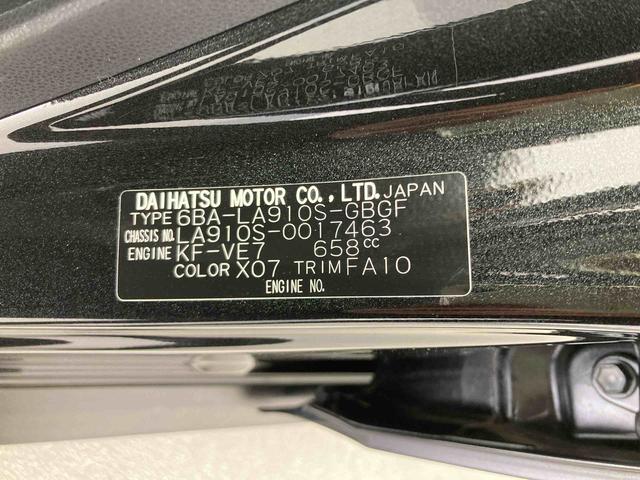 DAIHATSU MOTOR CO.,LTD. JAPAN
TYPE 6BA-LA910S-GBGF
CHASSIS NO. LA910S-0017463
ENGINE KF-VE7 658cc
COLOR X07 TRIM FA10
ENGINE NO.